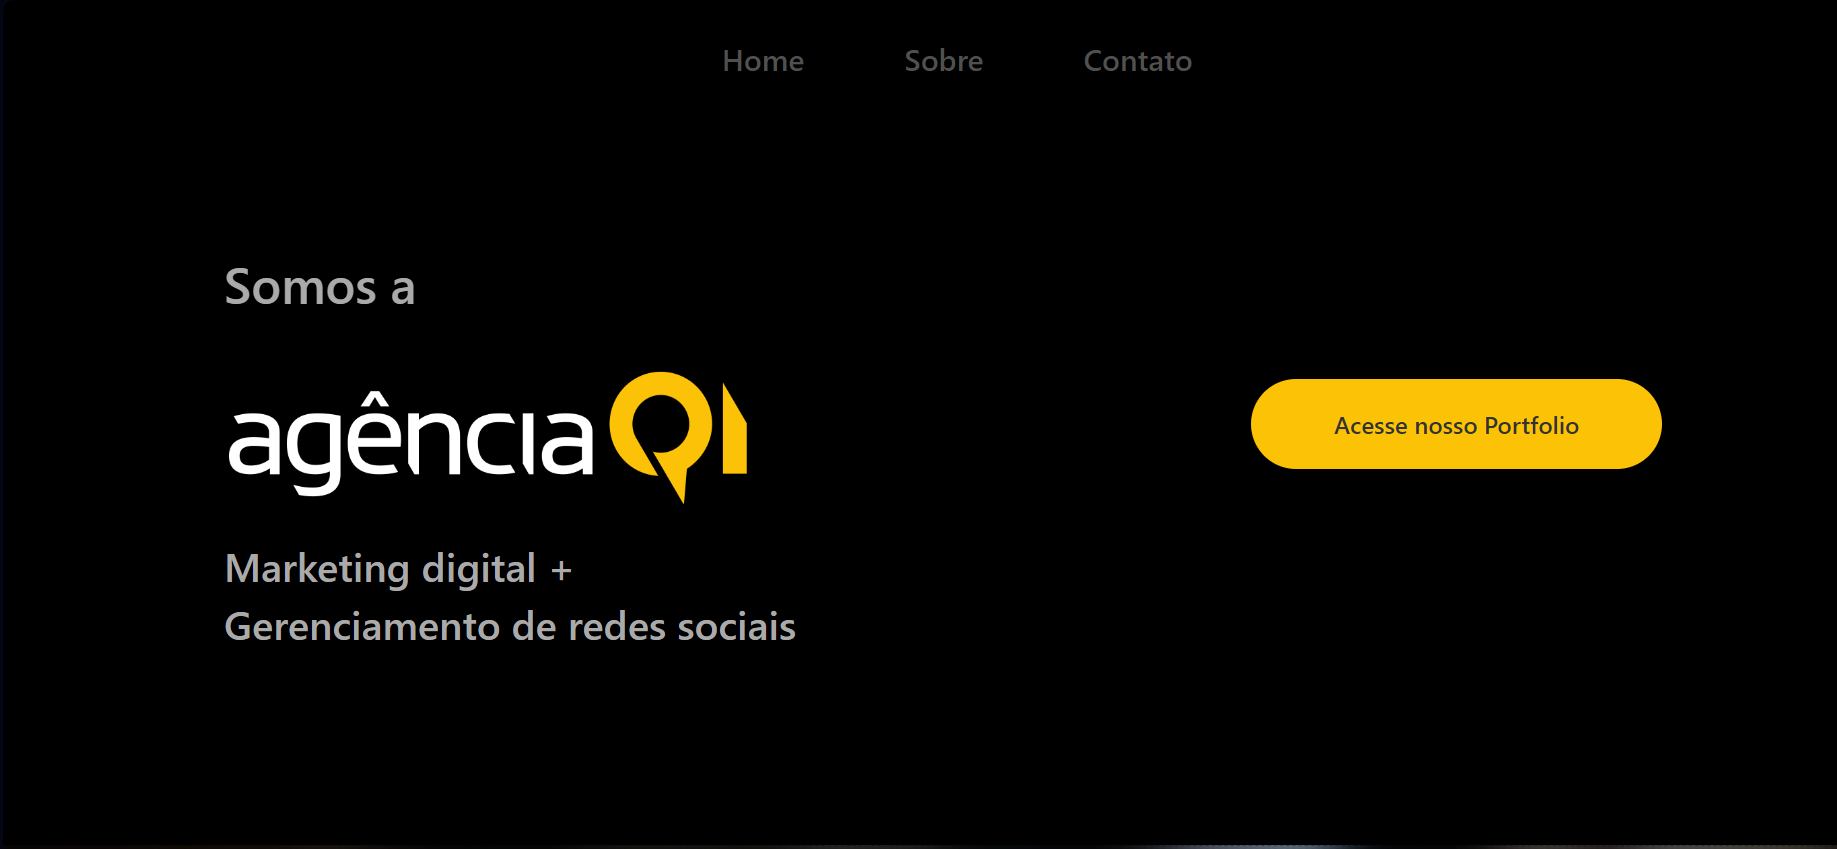 Home Sobre Contato
Somos a
agência QI
Acesse nosso Portfolio
Marketing digital +
Gerenciamento de redes sociais